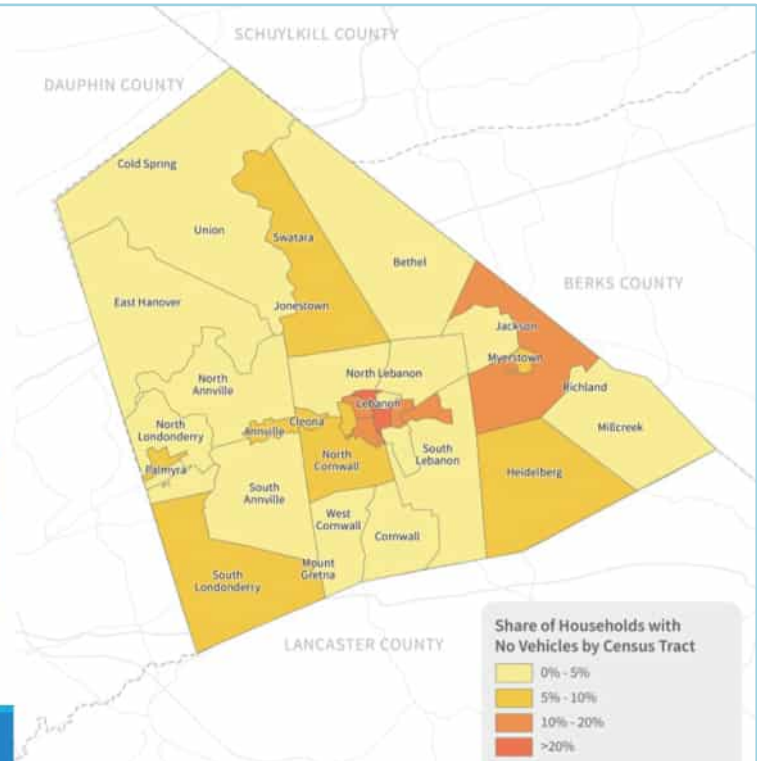 SCHUYLKILL COUNTY
DAUPHIN COUNTY
Cold Spring
Union
Swatara
Bethel
BERKS COUNTY
East Hanover
Jonestown
Jackson
Myerstown
North Lebanon
North
Annville
Richland
Lebanon
North
Londonderry
Annville
Cleona
Millcreek
Palmyra
North
Cornwall
South
Lebanon
Heidelberg
South
Annville
West
Cornwall
Cornwall
South
Londonderry
Mount
Gretna
LANCASTER COUNTY
Share of Households with
No Vehicles by Census Tract
0% - 5%
5% - 10%
10% - 20%
>20%